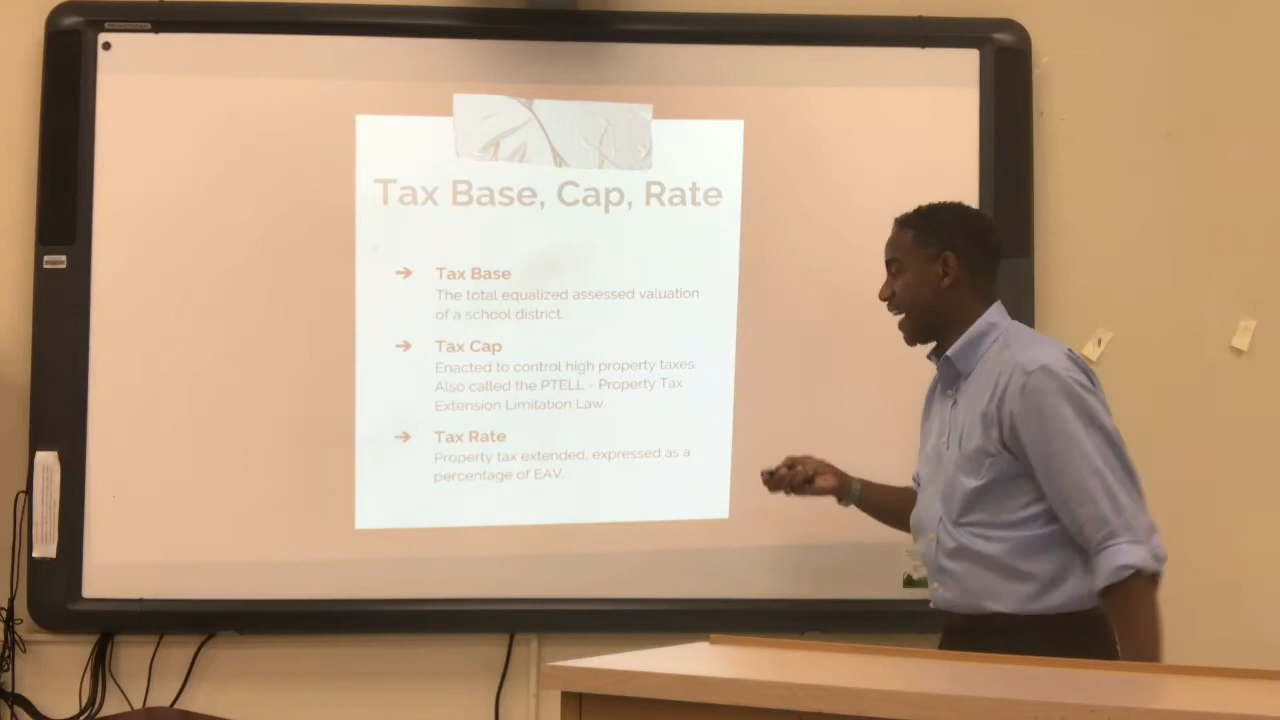 Tax Base, Cap, Rate
➔ Tax Base
The total equalized assessed valuation
of a school district.
➔ Tax Cap
Enacted to control high property taxes.
Also called the PTELL - Property Tax
Extension Limitation Law.
➔ Tax Rate
Property tax extended, expressed as a
percentage of EAV.